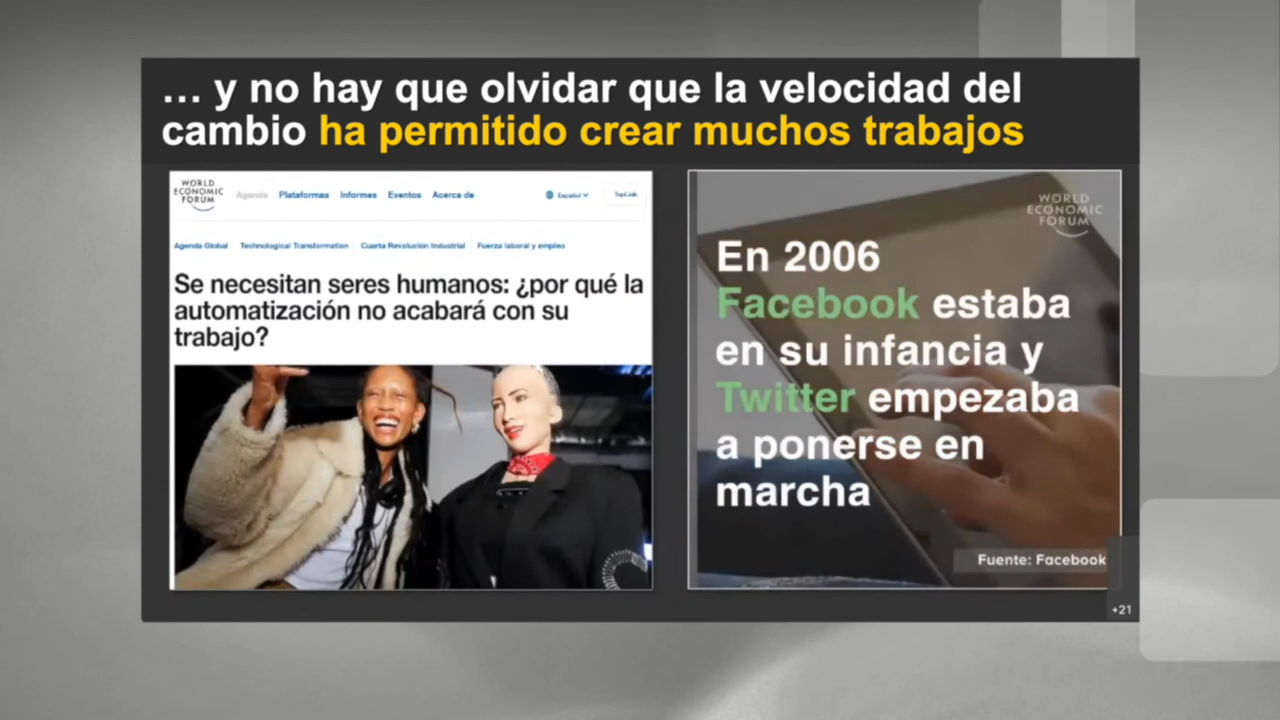 … y no hay que olvidar que la velocidad del
cambio ha permitido crear muchos trabajos
WORLD
ECONOMIC
FORUM
Agenda Plataformas Informes Eventos Acerca de
Español
TopLink
Agenda Global Technological Transformation Cuarta Revolución Industrial Fuerza laboral y empleo
Se necesitan seres humanos: ¿por qué la
automatización no acabará con su
trabajo?
WORLD
ECONOMIC
FORUM
En 2006
Facebook estaba
en su infancia y
Twitter empezaba
a ponerse en
marcha
Fuente: Facebook
+21